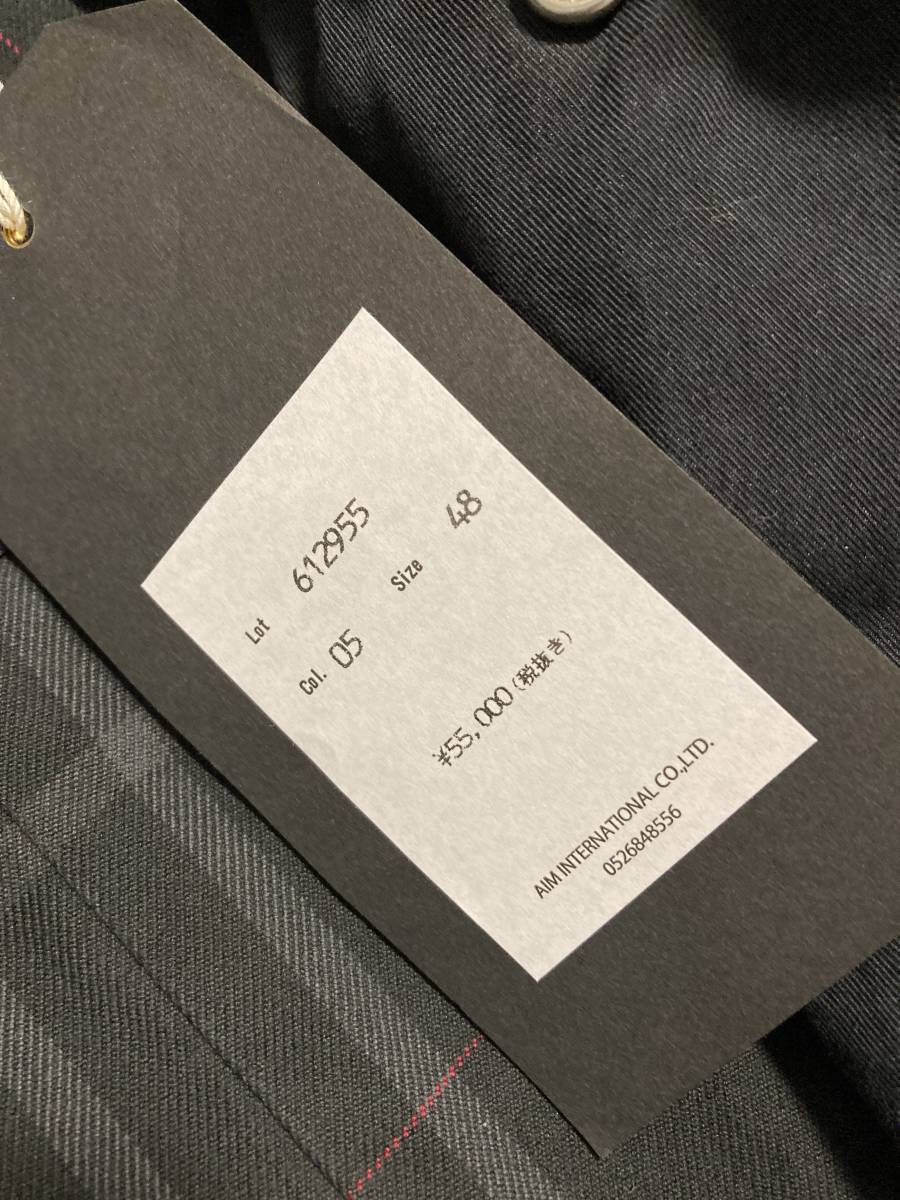 Lot 612955
Col. 05 Size 48
¥55,000(税抜き)
AIM INTERNATIONAL CO.,LTD.
0526848556